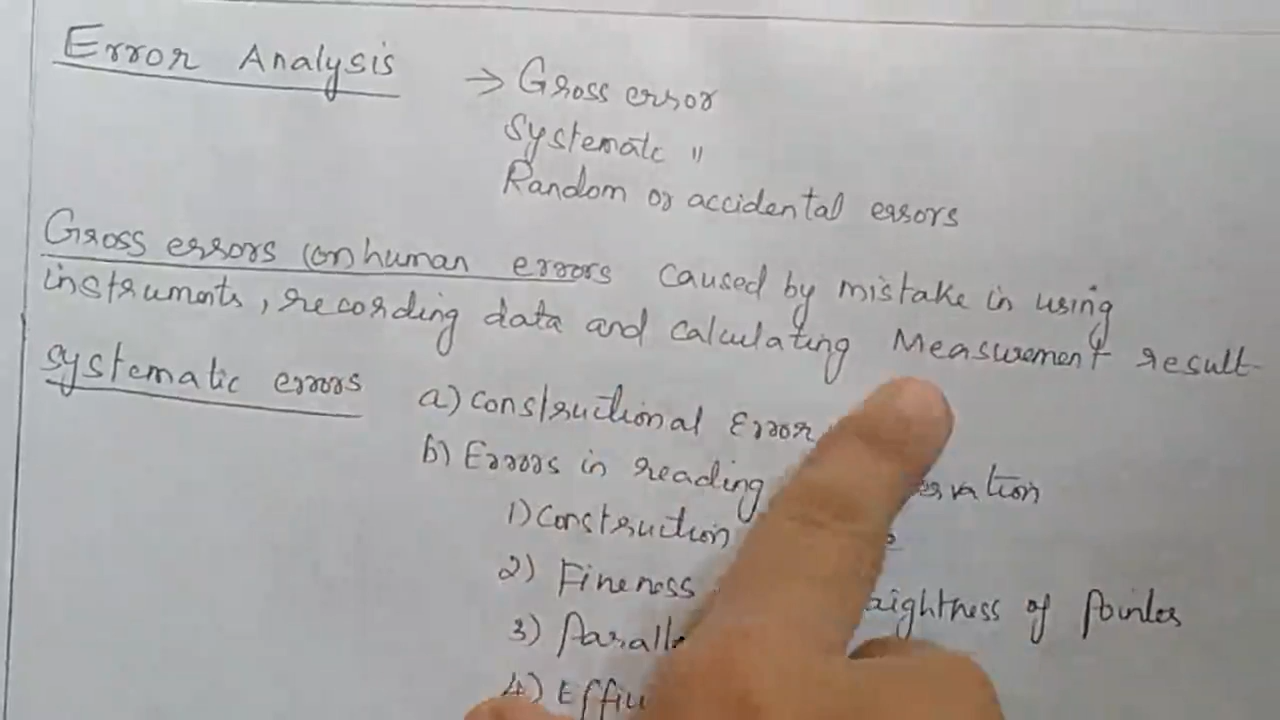 Error Analysis → Gross error
Systematic "
Random or accidental errors
Gross errors (or) human errors caused by mistake in using
instruments, recording data and calculating Measurement result
systematic errors a) Constructional Error
b) Errors in reading
1) Construction
2) Fineness of Pointer
3)
4)